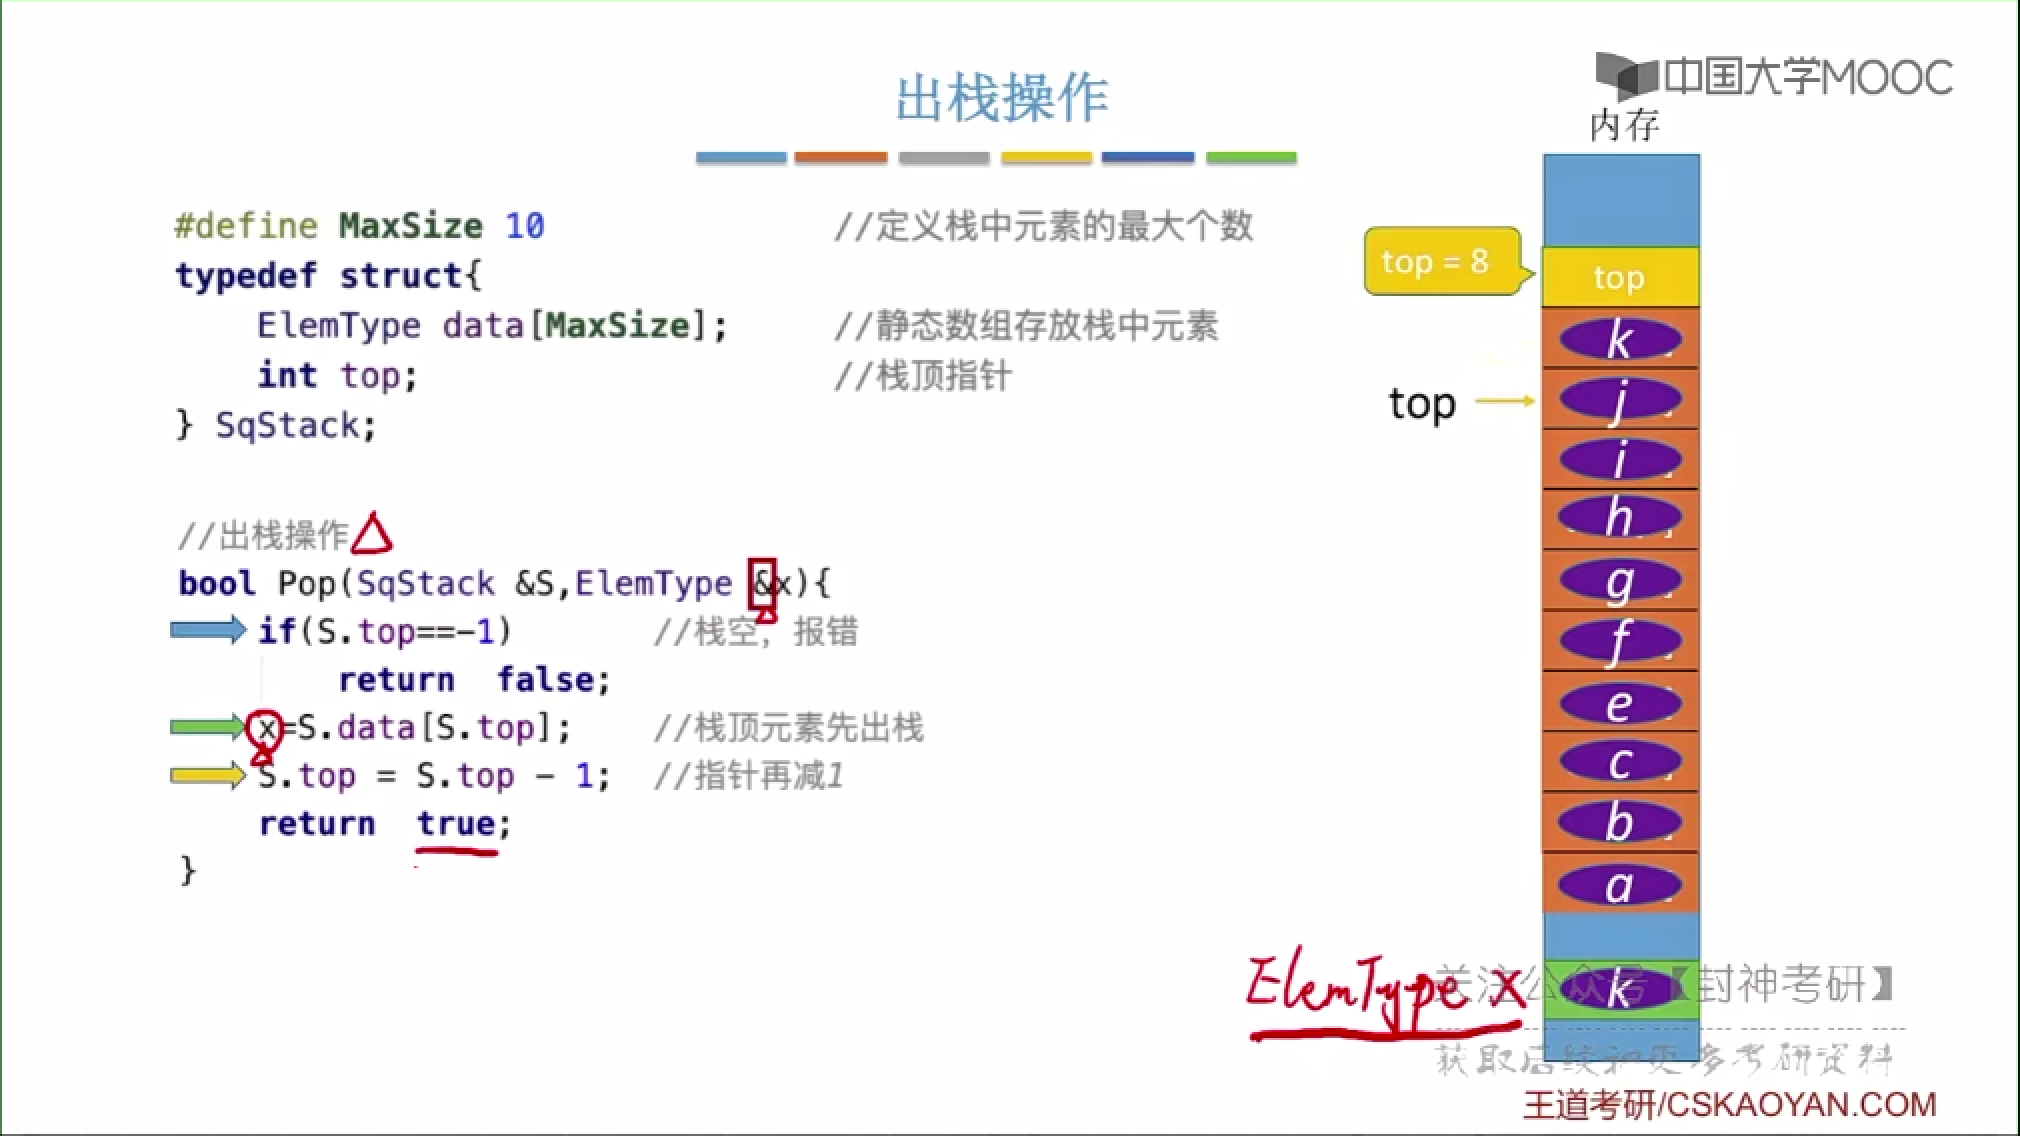 中国大学MOOC
出栈操作
内存
#define MaxSize 10 //定义栈中元素的最大个数
typedef struct{
ElemType data[MaxSize]; //静态数组存放栈中元素
int top; //栈顶指针
} SqStack;
//出栈操作
bool Pop(SqStack &S,ElemType &x){
if(S.top==-1) //栈空，报错
return false;
x=S.data[S.top]; //栈顶元素先出栈
S.top = S.top - 1; //指针再减1
return true;
}
top = 8
top
top
k
j
i
h
g
f
e
c
b
a
ElemType x
k
关注公众号【封神考研】
获取后续和更多考研资料
王道考研/CSKAOYAN.COM